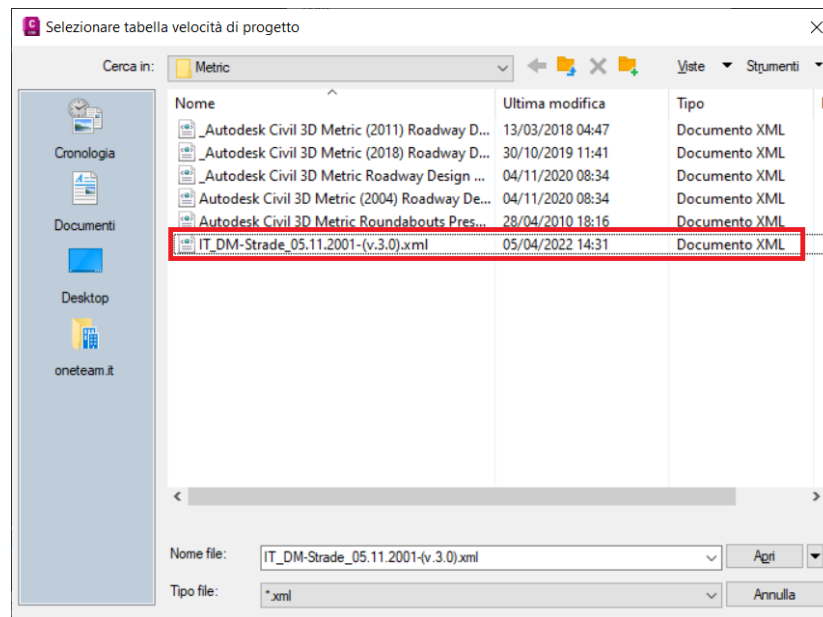 Selezionare tabella velocità di progetto
Cerca in:
Metric
Viste
Strumenti
Nome
Ultima modifica
Tipo
_Autodesk Civil 3D Metric (2011) Roadway D... 13/03/2018 04:47 Documento XML
_Autodesk Civil 3D Metric (2018) Roadway D... 30/10/2019 11:41 Documento XML
_Autodesk Civil 3D Metric Roadway Design ... 04/11/2020 08:34 Documento XML
Autodesk Civil 3D Metric (2004) Roadway De... 04/11/2020 08:34 Documento XML
Autodesk Civil 3D Metric Roundabouts Pres... 28/04/2010 18:16 Documento XML
IT_DM-Strade_05.11.2001-(v.3.0).xml 05/04/2022 14:31 Documento XML
Cronologia
Documenti
Desktop
oneteam.it
Nome file:
IT_DM-Strade_05.11.2001-(v.3.0).xml
Apri
Tipo file:
*.xml
Annulla